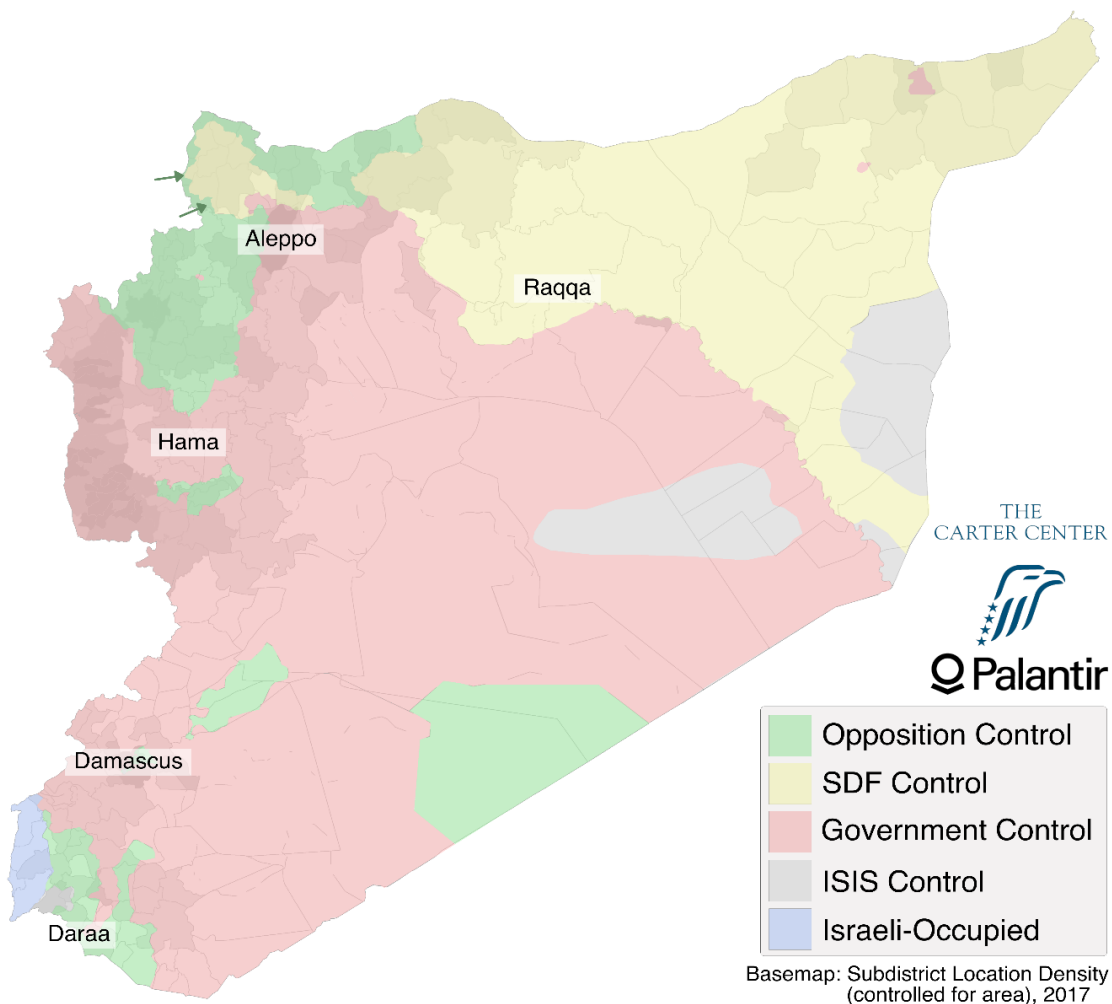 Aleppo
Raqqa
Hama
THE
CARTER CENTER
Palantir
Opposition Control
Damascus
SDF Control
Government Control
ISIS Control
Daraa
Israeli-Occupied
Basemap: Subdistrict Location Density
(controlled for area), 2017